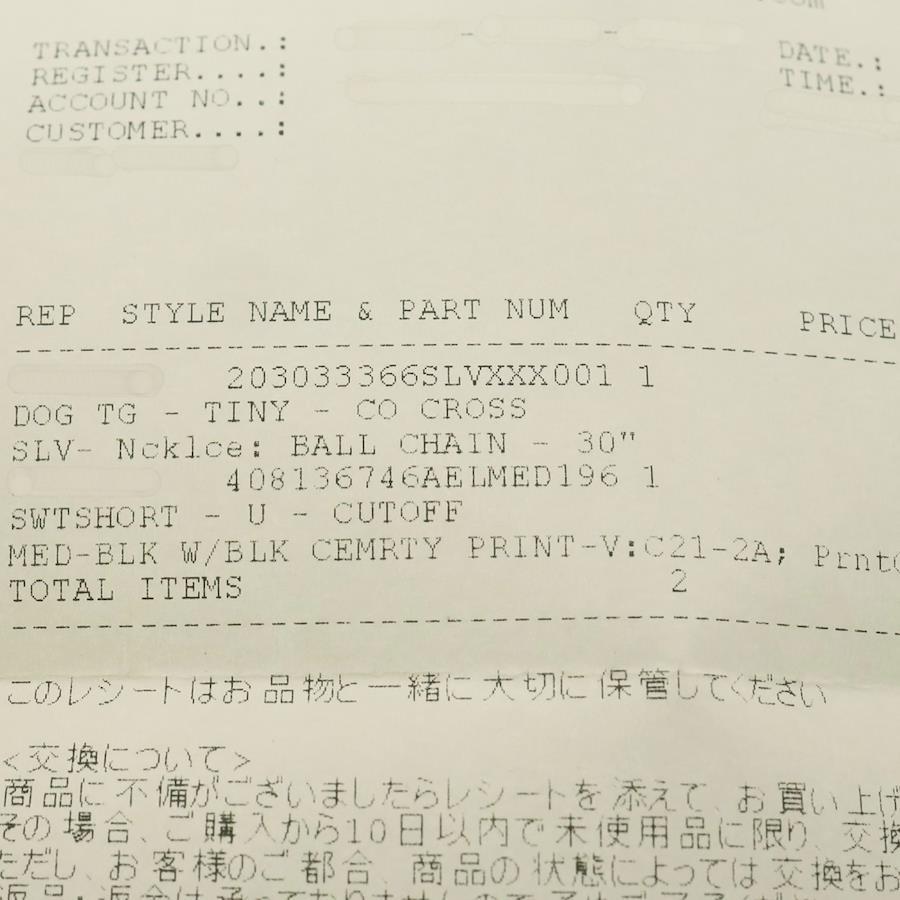 TRANSACTION.:
REGISTER....:
ACCOUNT NO..:
CUSTOMER....:
DATE.:
TIME.:
REP STYLE NAME & PART NUM QTY PRICE
203033366SLVXXX001 1
DOG TG - TINY - CO CROSS
SLV- Ncklce: BALL CHAIN - 30"
408136746AELMED196 1
SWTSHORT - U - CUTOFF
MED-BLK W/BLK CEMRTY PRINT-V:C21-2A; Prnt
TOTAL ITEMS 2
このレシートはお品物と一緒に大切に保管してください
<交換について>
商品に不備がございましたらレシートを添えて、お買い上げ
その場合、ご購入から10日以内で未使用品に限り、交換
ただし、お客様のご都合、商品の状態によっては交換をお